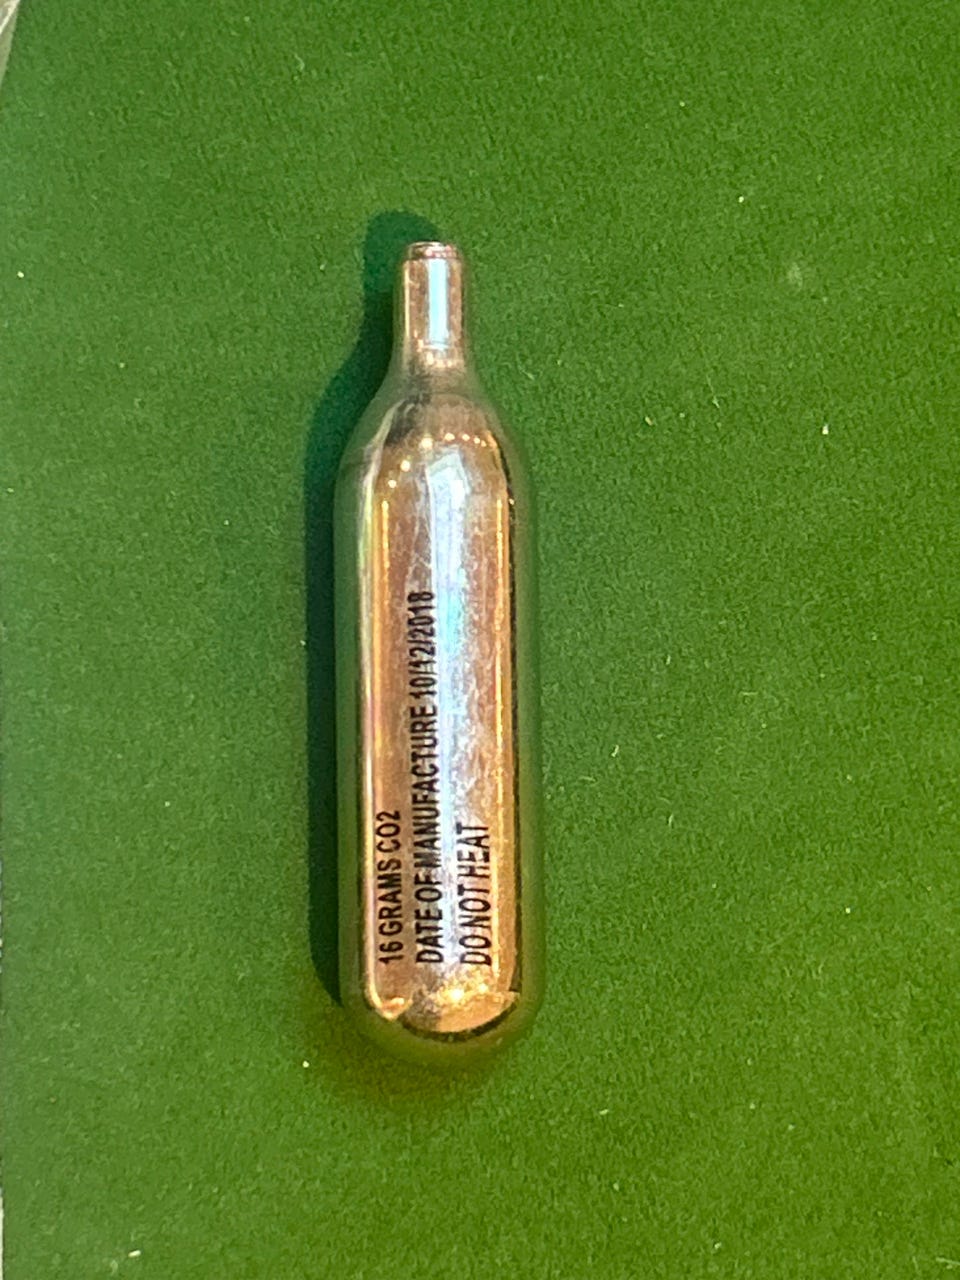 16 GRAMS CO2
DATE OF MANUFACTURE 10/12/2018
DO NOT HEAT